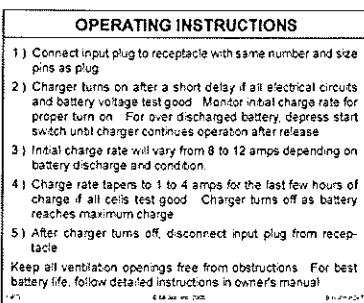 OPERATING INSTRUCTIONS
1 ) Connect input plug to receptacle with same number and size
pins as plug
2 ) Charger turns on after a short delay if all electrical circuits
and battery voltage test good Monitor initial charge rate for
proper turn on For over discharged battery, depress start
switch until charger continues operation after release
3 ) Initial charge rate will vary from 8 to 12 amps depending on
battery discharge and condition.
4 ) Charge rate tapers to 1 to 4 amps for the last few hours of
charge if all cells test good Charger turns off as battery
reaches maximum charge
5 ) After charger turns off, disconnect input plug from recep-
tacle
Keep all ventilation openings free from obstructions For best
battery life, follow detailed instructions in owner's manual